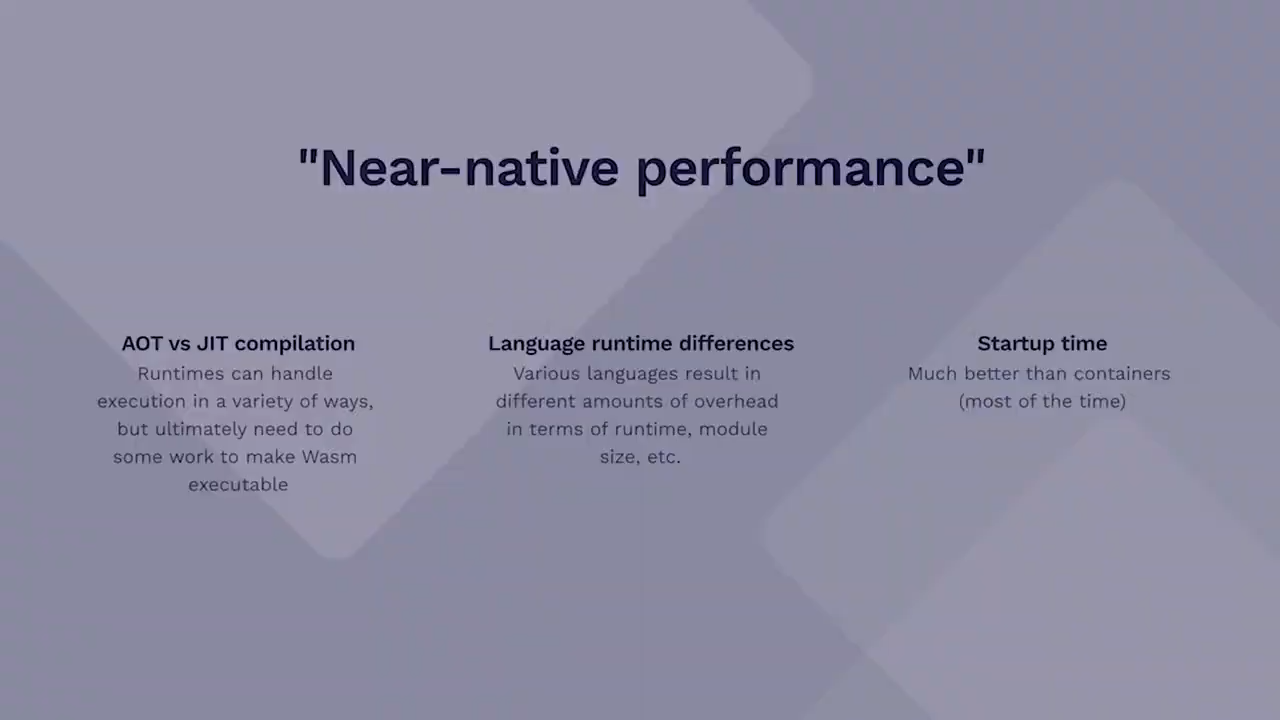 "Near-native performance"
AOT vs JIT compilation
Runtimes can handle
execution in a variety of ways,
but ultimately need to do
some work to make Wasm
executable
Language runtime differences
Various languages result in
different amounts of overhead
in terms of runtime, module
size, etc.
Startup time
Much better than containers
(most of the time)